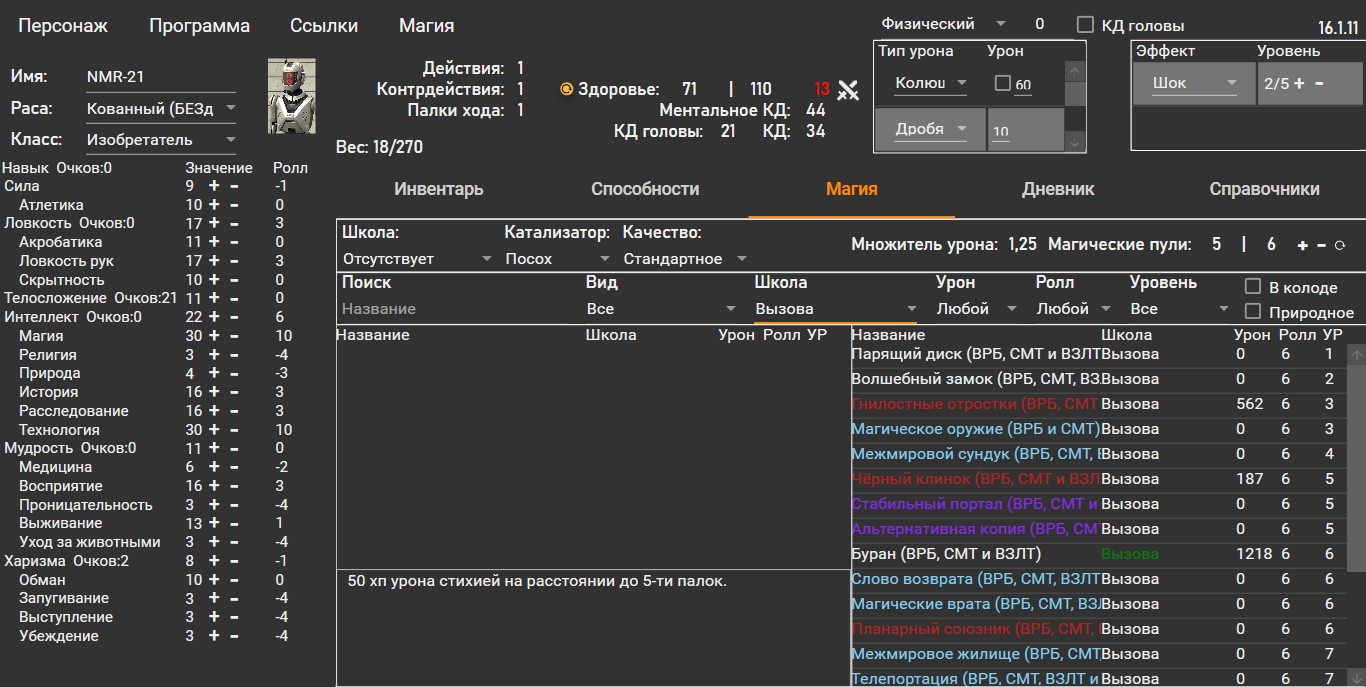 Персонаж Программа Ссылки Магия
Физический 0 КД головы 16.1.11
Имя: NMR-21
Раса: Кованный (БЕЗд
Класс: Изобретатель
Действия: 1
Контрдействия: 1
Палки хода: 1
Здоровье: 71 | 110 13
Ментальное КД: 44
КД головы: 21 КД: 34
Вес: 18/270
Тип урона Урон
Колющ 60
Дробя 10
Эффект Уровень
Шок 2/5 + -
Навык Очков:0 Значение Ролл
Сила 9 + - -1
Атлетика 10 + - 0
Ловкость Очков:0 17 + - 3
Акробатика 11 + - 0
Ловкость рук 17 + - 3
Скрытность 10 + - 0
Телосложение Очков:21 11 + - 0
Интеллект Очков:0 22 + - 6
Магия 30 + - 10
Религия 3 + - -4
Природа 4 + - -3
История 16 + - 3
Расследование 16 + - 3
Технология 30 + - 10
Мудрость Очков:0 11 + - 0
Медицина 6 + - -2
Восприятие 16 + - 3
Проницательность 3 + - -4
Выживание 13 + - 1
Уход за животными 3 + - -4
Харизма Очков:2 8 + - -1
Обман 10 + - 0
Запугивание 3 + - -4
Выступление 3 + - -4
Убеждение 3 + - -4
Инвентарь Способности Магия Дневник Справочники
Школа: Катализатор: Качество:
Отсутствует Посох Стандартное
Множитель урона: 1,25 Магические пули: 5 | 6 + -
Поиск Вид Школа Урон Ролл Уровень В колоде
Название Все Вызова Любой Любой Все Природное
Название Школа Урон Ролл УР
50 хп урона стихией на расстоянии до 5-ти палок.
Название Школа Урон Ролл УР
Парящий диск (ВРБ, СМТ и ВЗЛТ Вызова 0 6 1
Волшебный замок (ВРБ, СМТ, ВЗ Вызова 0 6 2
Гнилостные отростки (ВРБ, СМТ Вызова 562 6 3
Магическое оружие (ВРБ и СМТ) Вызова 0 6 3
Межмировой сундук (ВРБ, СМТ, Вызова 0 6 4
Чёрный клинок (ВРБ, СМТ и ВЗЛ Вызова 187 6 5
Стабильный портал (ВРБ, СМТ и Вызова 0 6 5
Альтернативная копия (ВРБ, СМ Вызова 0 6 5
Буран (ВРБ, СМТ и ВЗЛТ) Вызова 1218 6 6
Слово возврата (ВРБ, СМТ, ВЗЛТ Вызова 0 6 6
Магические врата (ВРБ, СМТ, ВЗЛ Вызова 0 6 6
Планарный союзник (ВРБ, СМТ, Вызова 0 6 6
Межмировое жилище (ВРБ, СМТ, Вызова 0 6 7
Телепортация (ВРБ, СМТ, ВЗЛТ и Вызова 0 6 7